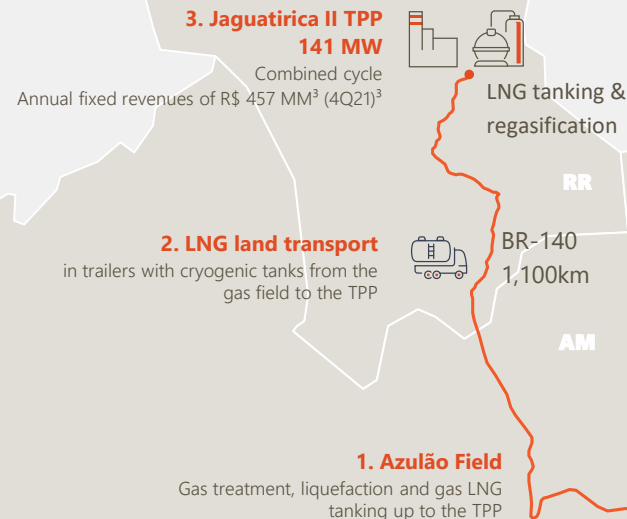 3. Jaguatirica II TPP
141 MW
Combined cycle
Annual fixed revenues of R$ 457 MM³ (4Q21)³
LNG tanking &
regasification
RR
2. LNG land transport
in trailers with cryogenic tanks from the
gas field to the TPP
BR-140
1,100km
AM
1. Azulão Field
Gas treatment, liquefaction and gas LNG
tanking up to the TPP